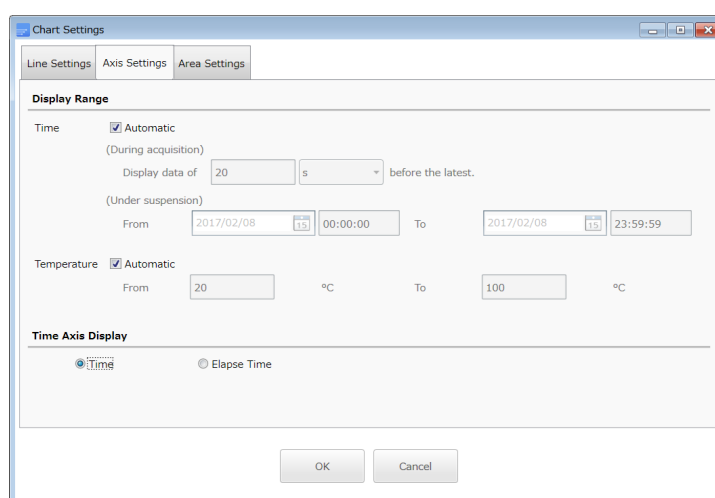 Chart Settings
Line Settings Axis Settings Area Settings
Display Range
Time Automatic
(During acquisition)
Display data of 20 s before the latest.
(Under suspension)
From 2017/02/08 15 00:00:00 To 2017/02/08 15 23:59:59
Temperature Automatic
From 20 ºC To 100 ºC
Time Axis Display
Time Elapse Time
OK Cancel